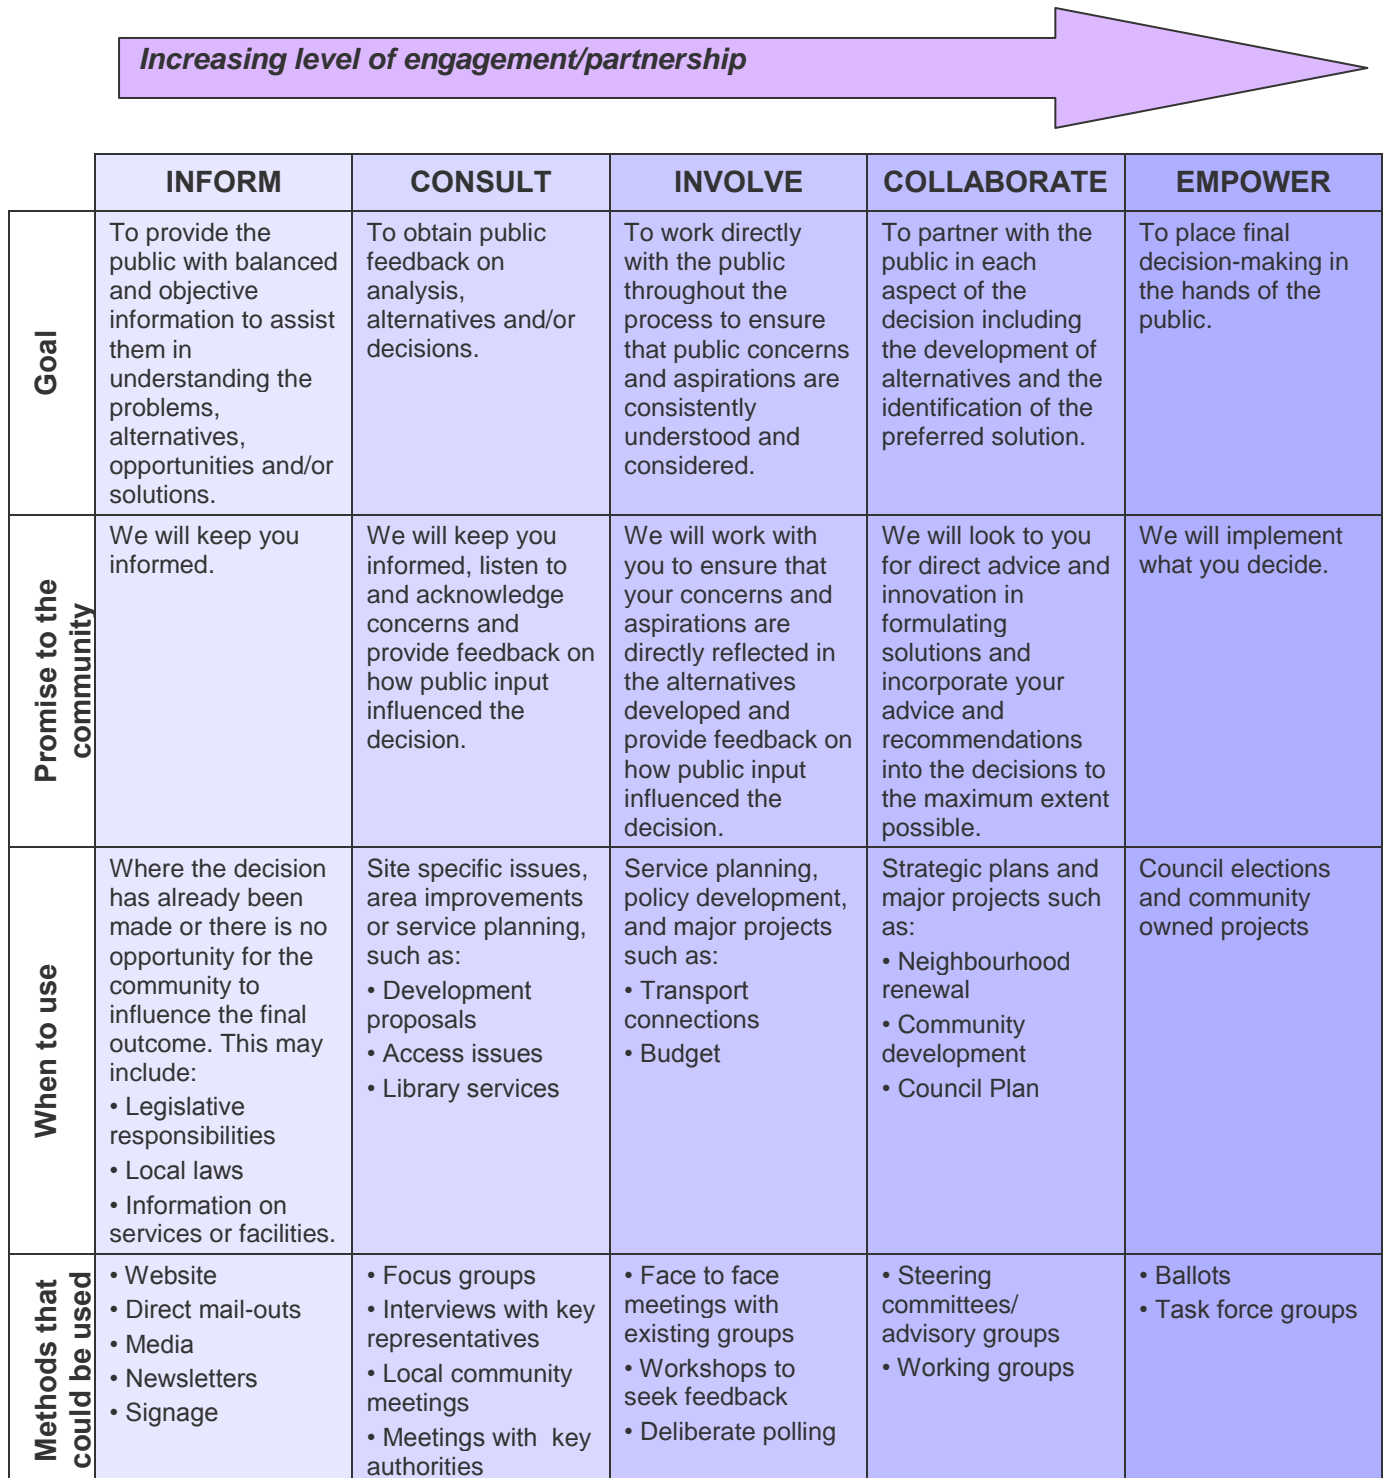 Increasing level of engagement/partnership
INFORM
CONSULT
INVOLVE
COLLABORATE
EMPOWER
Goal
To provide the
public with balanced
and objective
information to assist
them in
understanding the
problems,
alternatives,
opportunities and/or
solutions.
To obtain public
feedback on
analysis,
alternatives and/or
decisions.
To work directly
with the public
throughout the
process to ensure
that public concerns
and aspirations are
consistently
understood and
considered.
To partner with the
public in each
aspect of the
decision including
the development of
alternatives and the
identification of the
preferred solution.
To place final
decision-making in
the hands of the
public.
Promise to the
community
We will keep you
informed.
We will keep you
informed, listen to
and acknowledge
concerns and
provide feedback on
how public input
influenced the
decision.
We will work with
you to ensure that
your concerns and
aspirations are
directly reflected in
the alternatives
developed and
provide feedback on
how public input
influenced the
decision.
We will look to you
for direct advice and
innovation in
formulating
solutions and
incorporate your
advice and
recommendations
into the decisions to
the maximum extent
possible.
We will implement
what you decide.
When to use
Where the decision
has already been
made or there is no
opportunity for the
community to
influence the final
outcome. This may
include:
• Legislative
responsibilities
• Local laws
• Information on
services or facilities.
Site specific issues,
area improvements
or service planning,
such as:
• Development
proposals
• Access issues
• Library services
Service planning,
policy development,
and major projects
such as:
• Transport
connections
• Budget
Strategic plans and
major projects such
as:
• Neighbourhood
renewal
• Community
development
• Council Plan
Council elections
and community
owned projects
Methods that
could be used
• Website
• Direct mail-outs
• Media
• Newsletters
• Signage
• Focus groups
• Interviews with key
representatives
• Local community
meetings
• Meetings with key
authorities
• Face to face
meetings with
existing groups
• Workshops to
seek feedback
• Deliberate polling
• Steering
committees/
advisory groups
• Working groups
• Ballots
• Task force groups